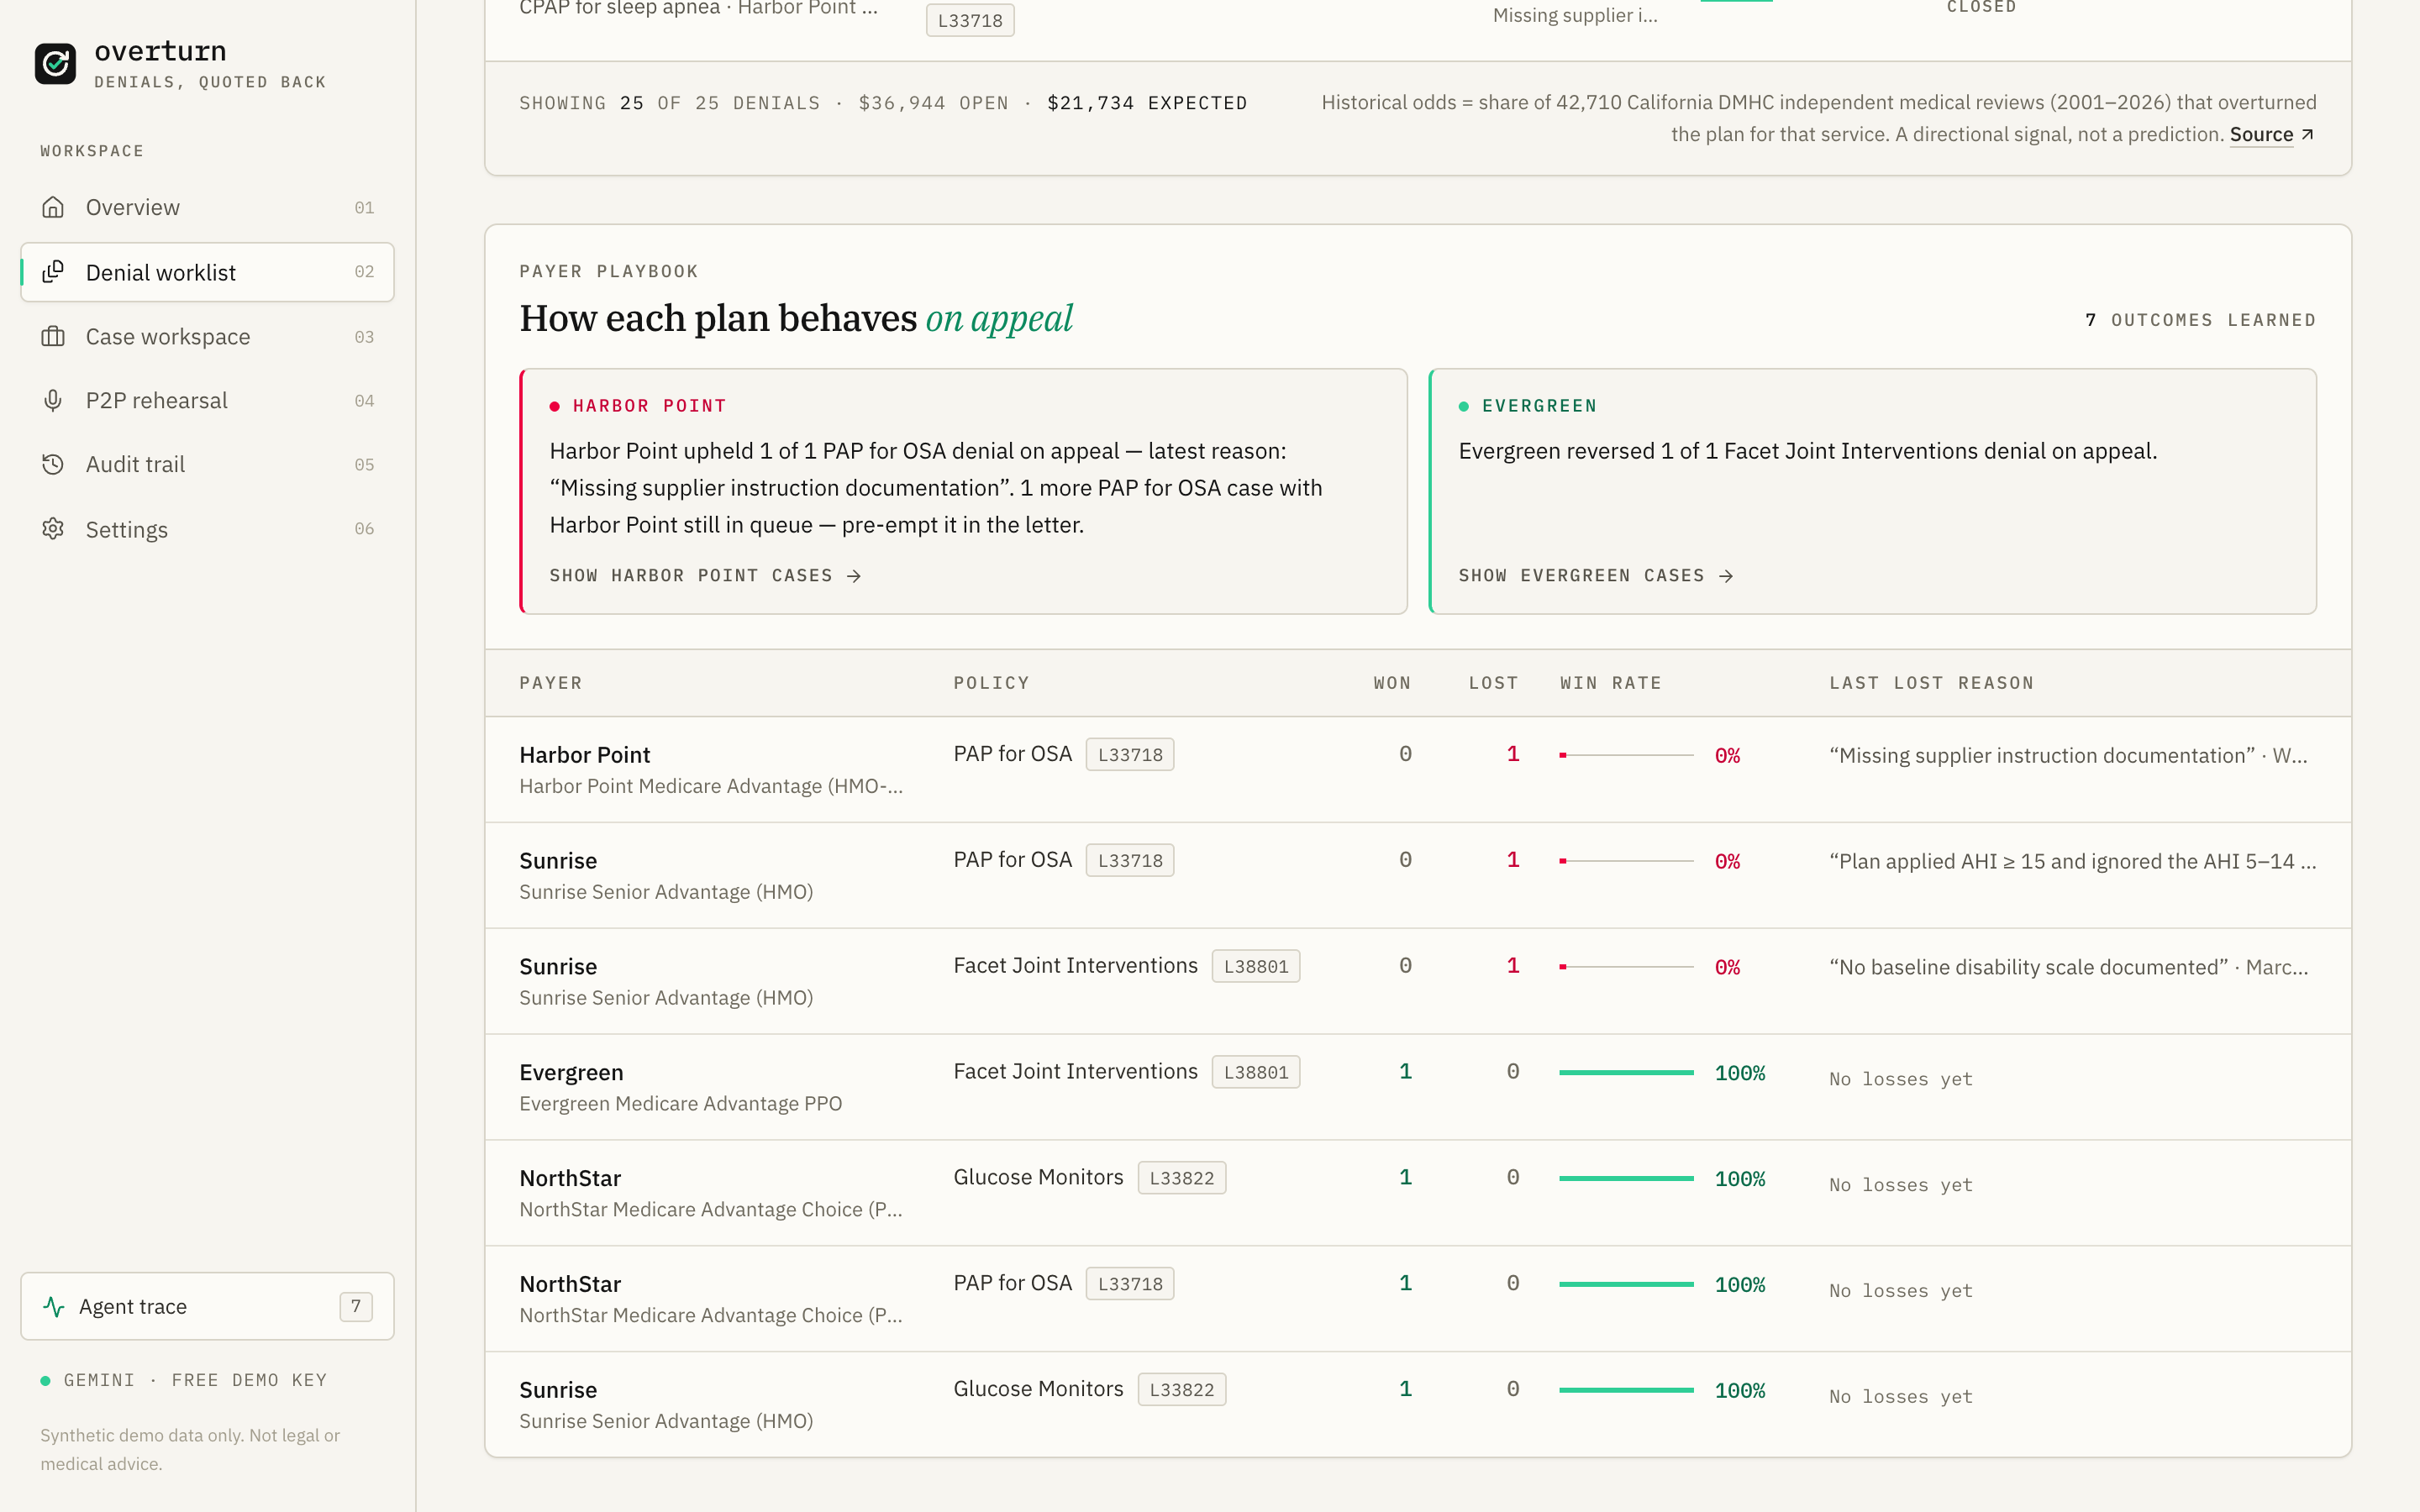 overturn
DENIALS, QUOTED BACK
WORKSPACE
Overview 01
Denial worklist 02
Case workspace 03
P2P rehearsal 04
Audit trail 05
Settings 06
Agent trace 7
GEMINI · FREE DEMO KEY
Synthetic demo data only. Not legal or
medical advice.
CPAP for sleep apnea · Harbor Point ...
L33718
Missing supplier i...
CLOSED
SHOWING 25 OF 25 DENIALS · $36,944 OPEN · $21,734 EXPECTED
Historical odds = share of 42,710 California DMHC independent medical reviews (2001–2026) that overturned
the plan for that service. A directional signal, not a prediction. Source ↗
PAYER PLAYBOOK
How each plan behaves on appeal
7 OUTCOMES LEARNED
HARBOR POINT
Harbor Point upheld 1 of 1 PAP for OSA denial on appeal — latest reason:
“Missing supplier instruction documentation”. 1 more PAP for OSA case with
Harbor Point still in queue — pre-empt it in the letter.
SHOW HARBOR POINT CASES →
EVERGREEN
Evergreen reversed 1 of 1 Facet Joint Interventions denial on appeal.
SHOW EVERGREEN CASES →
PAYER POLICY WON LOST WIN RATE LAST LOST REASON
Harbor Point PAP for OSA L33718 0 1 0% “Missing supplier instruction documentation” · W...
Harbor Point Medicare Advantage (HMO-...
Sunrise PAP for OSA L33718 0 1 0% “Plan applied AHI ≥ 15 and ignored the AHI 5–14 ...
Sunrise Senior Advantage (HMO)
Sunrise Facet Joint Interventions L38801 0 1 0% “No baseline disability scale documented” · Marc...
Sunrise Senior Advantage (HMO)
Evergreen Facet Joint Interventions L38801 1 0 100% No losses yet
Evergreen Medicare Advantage PPO
NorthStar Glucose Monitors L33822 1 0 100% No losses yet
NorthStar Medicare Advantage Choice (P...
NorthStar PAP for OSA L33718 1 0 100% No losses yet
NorthStar Medicare Advantage Choice (P...
Sunrise Glucose Monitors L33822 1 0 100% No losses yet
Sunrise Senior Advantage (HMO)